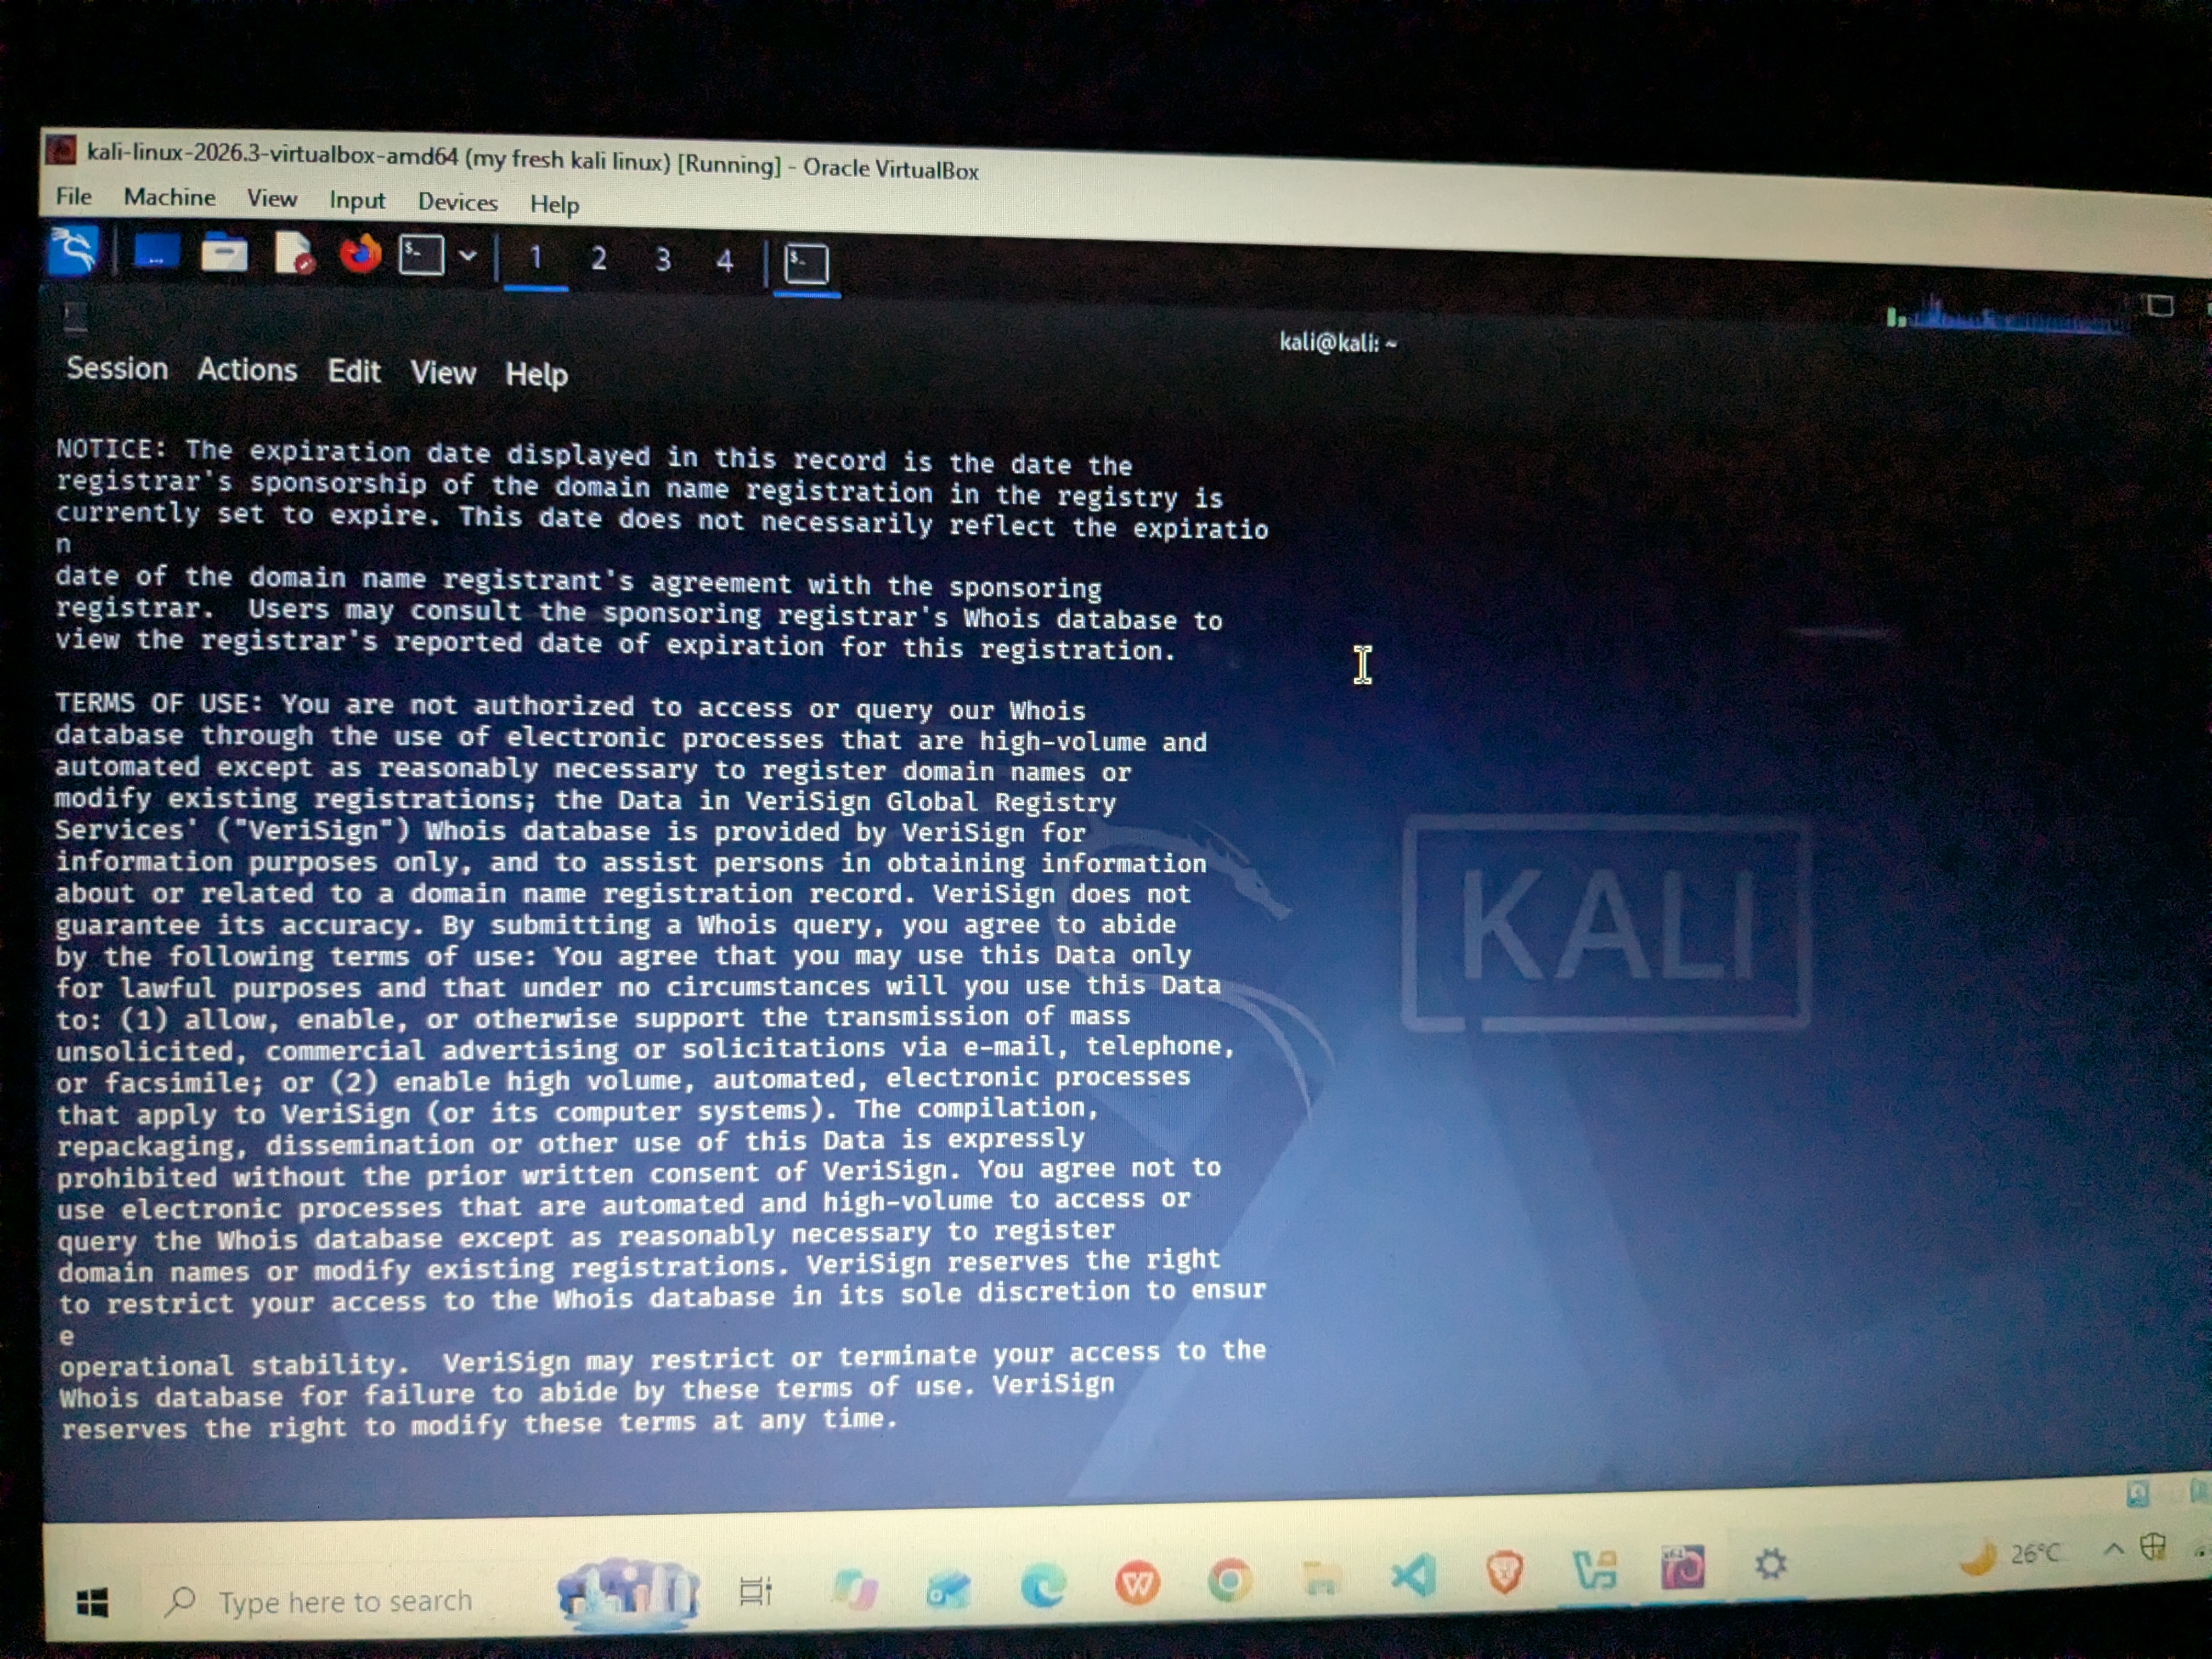 kali-linux-2026.3-virtualbox-amd64 (my fresh kali linux) [Running] - Oracle VirtualBox
File Machine View Input Devices Help
1 2 3 4
kali@kali: ~
Session Actions Edit View Help
NOTICE: The expiration date displayed in this record is the date the
registrar's sponsorship of the domain name registration in the registry is
currently set to expire. This date does not necessarily reflect the expiratio
n
date of the domain name registrant's agreement with the sponsoring
registrar.  Users may consult the sponsoring registrar's Whois database to
view the registrar's reported date of expiration for this registration.
TERMS OF USE: You are not authorized to access or query our Whois
database through the use of electronic processes that are high-volume and
automated except as reasonably necessary to register domain names or
modify existing registrations; the Data in VeriSign Global Registry
Services' ("VeriSign") Whois database is provided by VeriSign for
information purposes only, and to assist persons in obtaining information
about or related to a domain name registration record. VeriSign does not
guarantee its accuracy. By submitting a Whois query, you agree to abide
by the following terms of use: You agree that you may use this Data only
for lawful purposes and that under no circumstances will you use this Data
to: (1) allow, enable, or otherwise support the transmission of mass
unsolicited, commercial advertising or solicitations via e-mail, telephone,
or facsimile; or (2) enable high volume, automated, electronic processes
that apply to VeriSign (or its computer systems). The compilation,
repackaging, dissemination or other use of this Data is expressly
prohibited without the prior written consent of VeriSign. You agree not to
use electronic processes that are automated and high-volume to access or
query the Whois database except as reasonably necessary to register
domain names or modify existing registrations. VeriSign reserves the right
to restrict your access to the Whois database in its sole discretion to ensur
e
operational stability.  VeriSign may restrict or terminate your access to the
Whois database for failure to abide by these terms of use. VeriSign
reserves the right to modify these terms at any time.
KALI
Type here to search
26°C